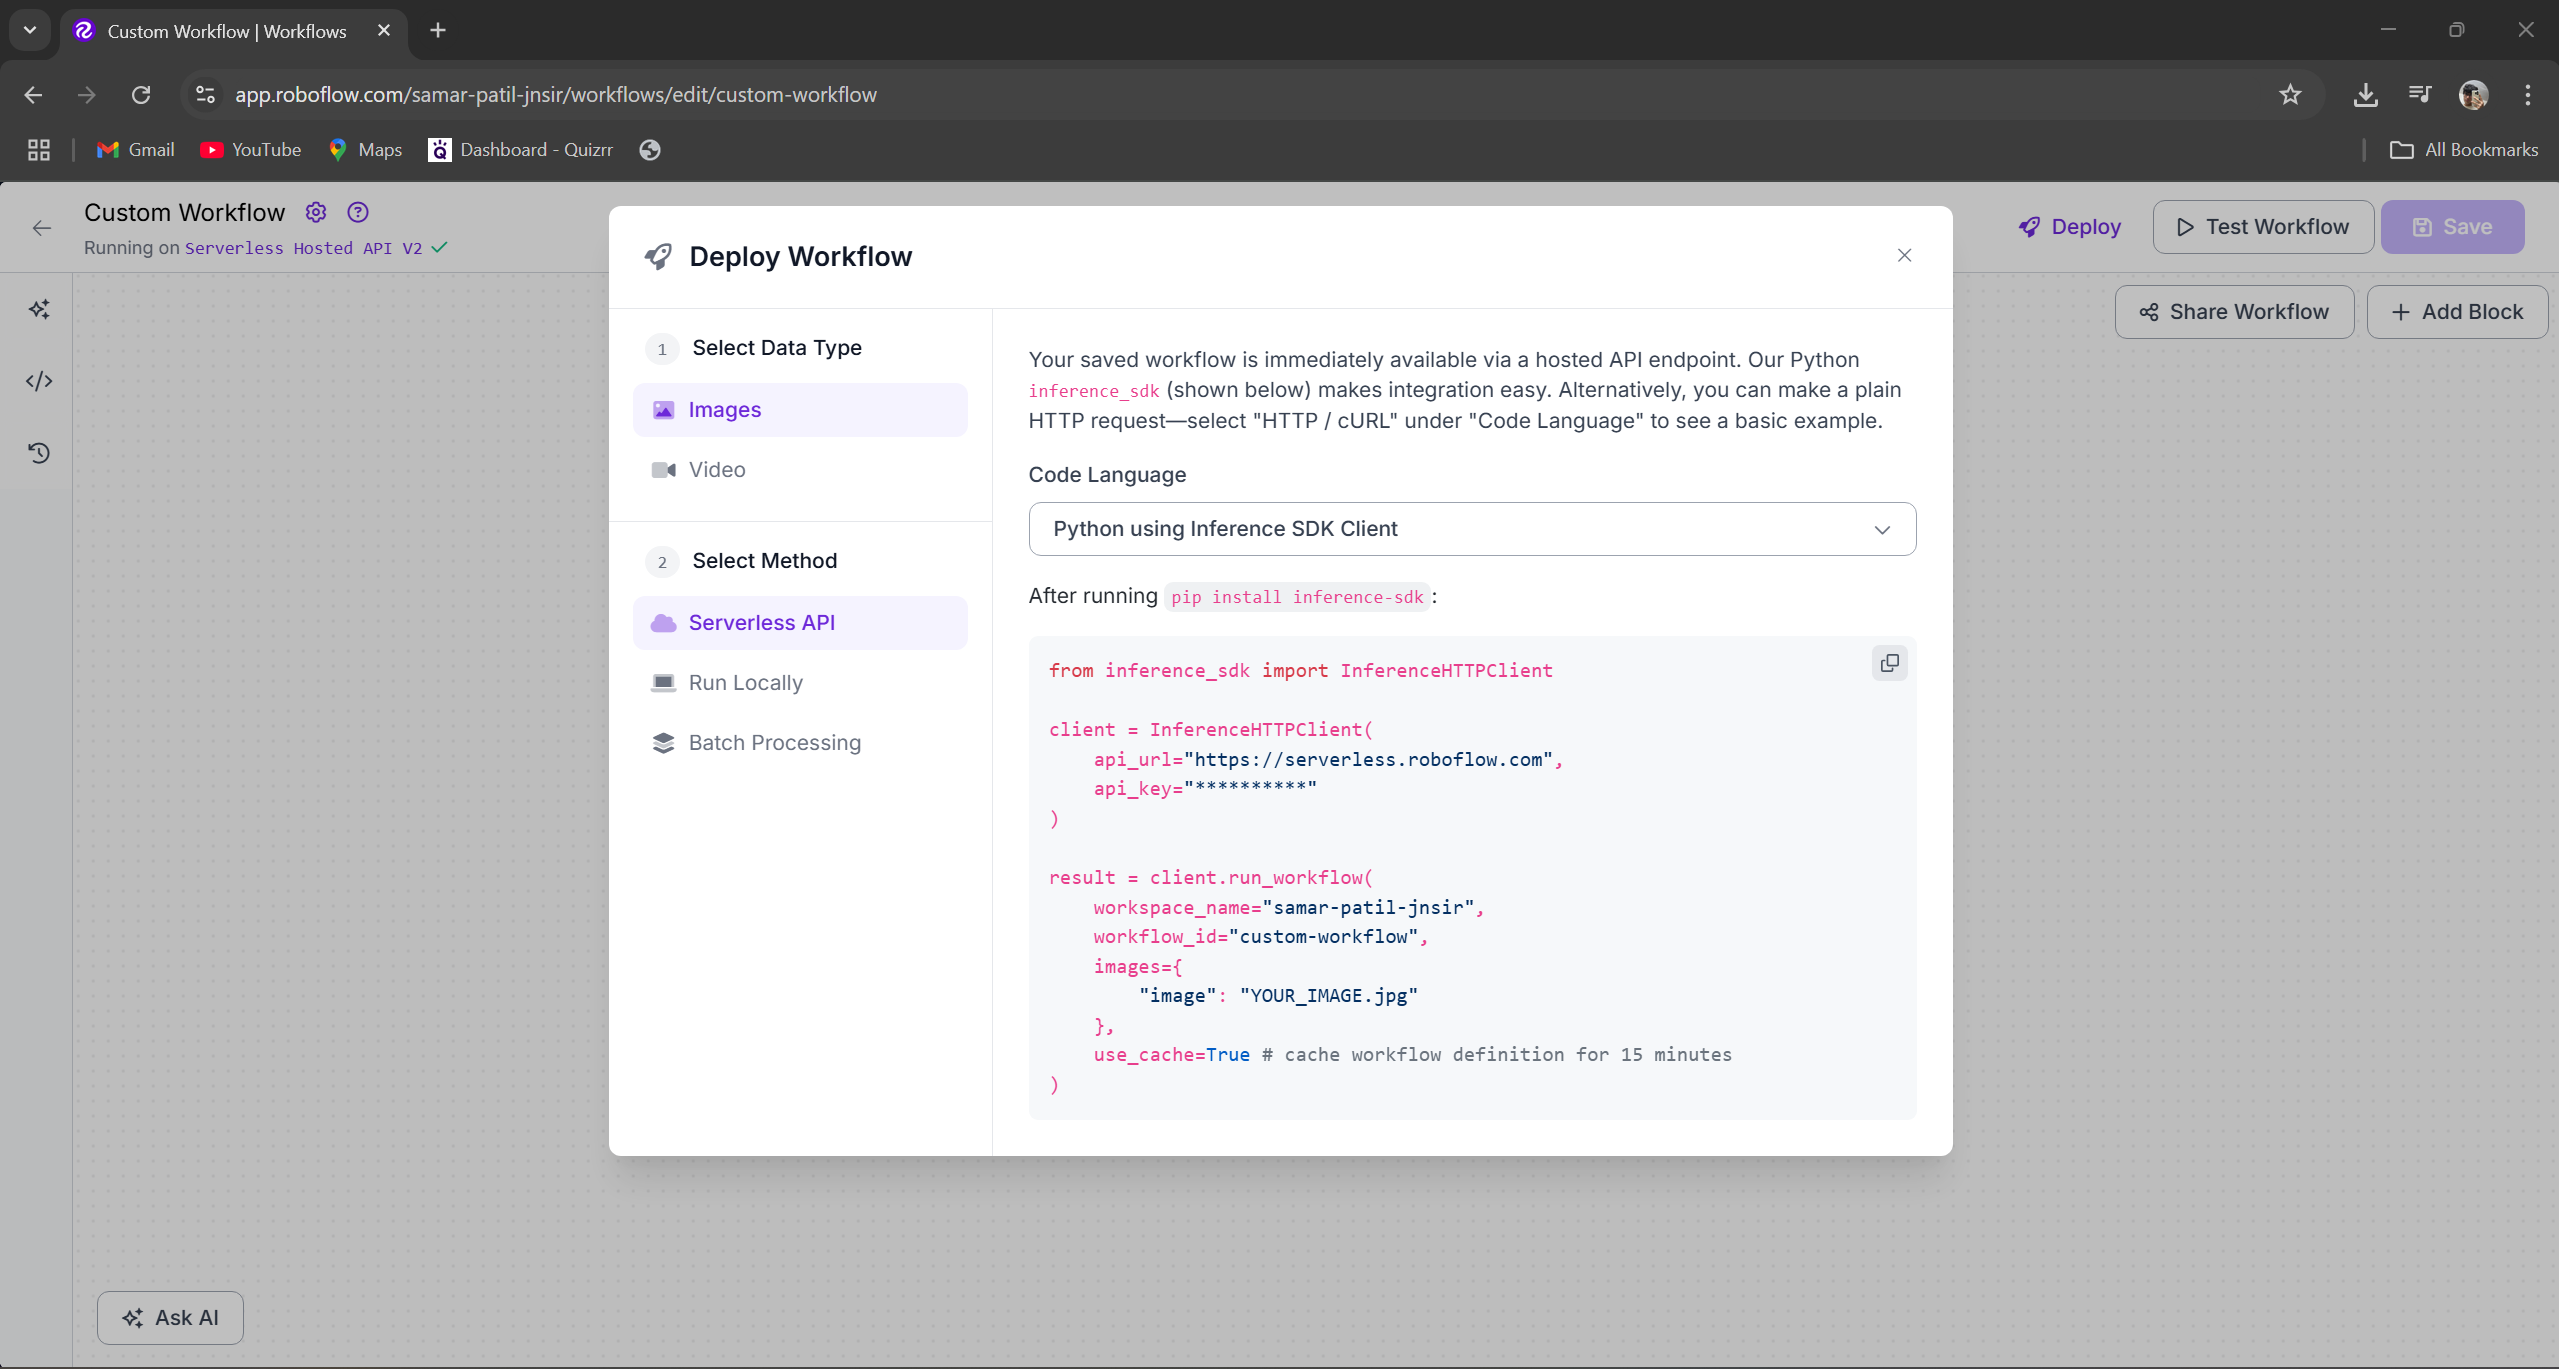 Custom Workflow | Workflows
app.roboflow.com/samar-patil-jnsir/workflows/edit/custom-workflow
Gmail
YouTube
Maps
Dashboard - Quizrr
All Bookmarks
Custom Workflow
Running on Serverless Hosted API V2
Deploy
Test Workflow
Save
Share Workflow
Add Block
Deploy Workflow
1 Select Data Type
Images
Video
2 Select Method
Serverless API
Run Locally
Batch Processing
Your saved workflow is immediately available via a hosted API endpoint. Our Python
inference_sdk (shown below) makes integration easy. Alternatively, you can make a plain
HTTP request—select "HTTP / cURL" under "Code Language" to see a basic example.
Code Language
Python using Inference SDK Client
After running pip install inference-sdk:
from inference_sdk import InferenceHTTPClient
client = InferenceHTTPClient(
    api_url="https://serverless.roboflow.com",
    api_key="**********"
)
result = client.run_workflow(
    workspace_name="samar-patil-jnsir",
    workflow_id="custom-workflow",
    images={
        "image": "YOUR_IMAGE.jpg"
    },
    use_cache=True # cache workflow definition for 15 minutes
)
Ask AI